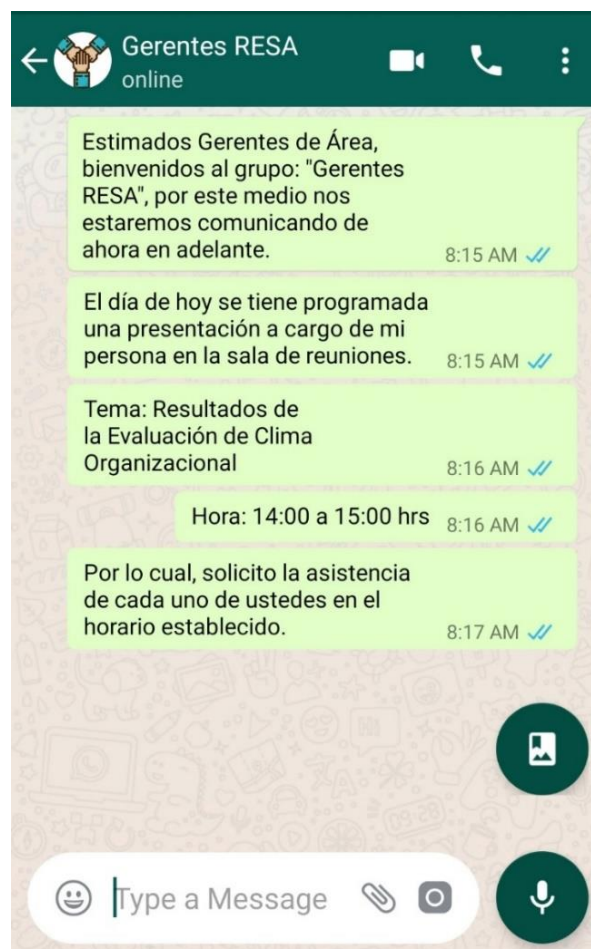 Gerentes RESA
online
Estimados Gerentes de Área,
bienvenidos al grupo: "Gerentes
RESA", por este medio nos
estaremos comunicando de
ahora en adelante.
8:15 AM
El día de hoy se tiene programada
una presentación a cargo de mi
persona en la sala de reuniones.
8:15 AM
Tema: Resultados de
la Evaluación de Clima
Organizacional
8:16 AM
Hora: 14:00 a 15:00 hrs
8:16 AM
Por lo cual, solicito la asistencia
de cada uno de ustedes en el
horario establecido.
8:17 AM
Type a Message